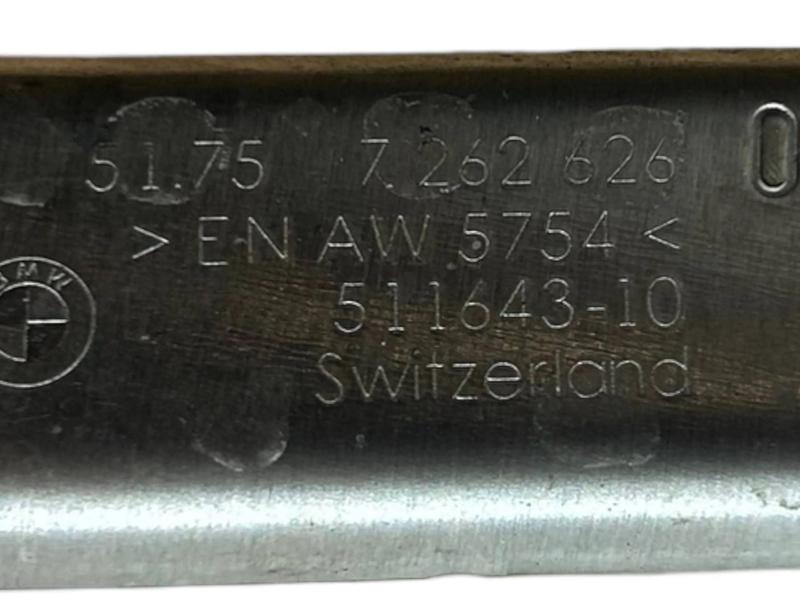 51.75 7 262 626
> EN AW 5754 <
511643-10
Switzerland
BMW